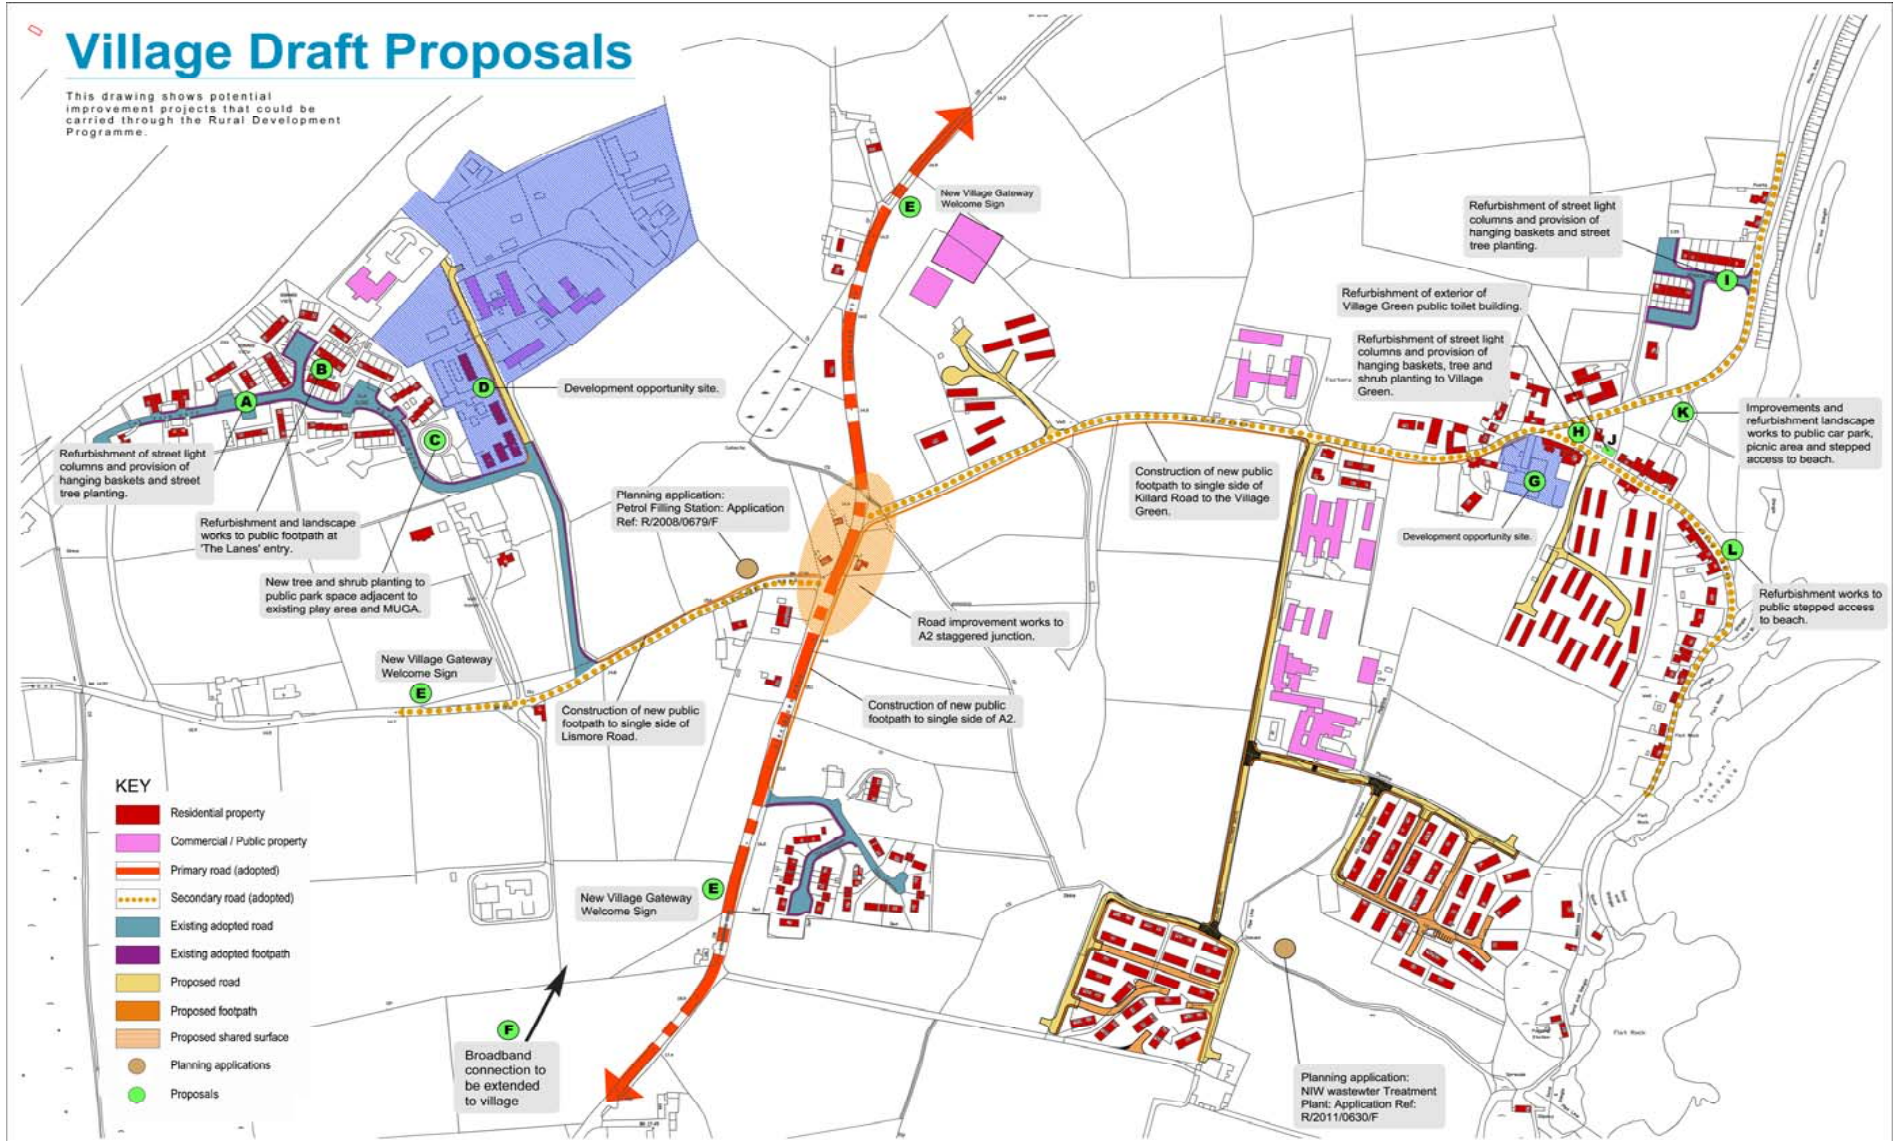 Village Draft Proposals
This drawing shows potential
improvement projects that could be
carried through the Rural Development
Programme.
E
New Village Gateway
Welcome Sign
Refurbishment of street light
columns and provision of
hanging baskets and street
tree planting.
I
Refurbishment of exterior of
Village Green public toilet building.
Refurbishment of street light
columns and provision of
hanging baskets, tree and
shrub planting to Village
Green.
B
A
D
Development opportunity site.
C
K
H
J
Improvements and
refurbishment landscape
works to public car park,
picnic area and stepped
access to beach.
Refurbishment of street light
columns and provision of
hanging baskets and street
tree planting.
Construction of new public
footpath to single side of
Killard Road to the Village
Green.
G
Planning application:
Petrol Filling Station: Application
Ref: R/2008/0679/F
Refurbishment and landscape
works to public footpath at
'The Lanes' entry.
Development opportunity site.
L
New tree and shrub planting to
public park space adjacent to
existing play area and MUGA.
Refurbishment works to
public stepped access
to beach.
Road improvement works to
A2 staggered junction.
New Village Gateway
Welcome Sign
E
Construction of new public
footpath to single side of
Lismore Road.
Construction of new public
footpath to single side of A2.
KEY
Residential property
Commercial / Public property
Primary road (adopted)
Secondary road (adopted)
Existing adopted road
Existing adopted footpath
Proposed road
Proposed footpath
Proposed shared surface
Planning applications
Proposals
New Village Gateway
Welcome Sign
E
F
Broadband
connection to
be extended
to village
Planning application:
NIW wastewter Treatment
Plant: Application Ref:
R/2011/0630/F
Flat Rock